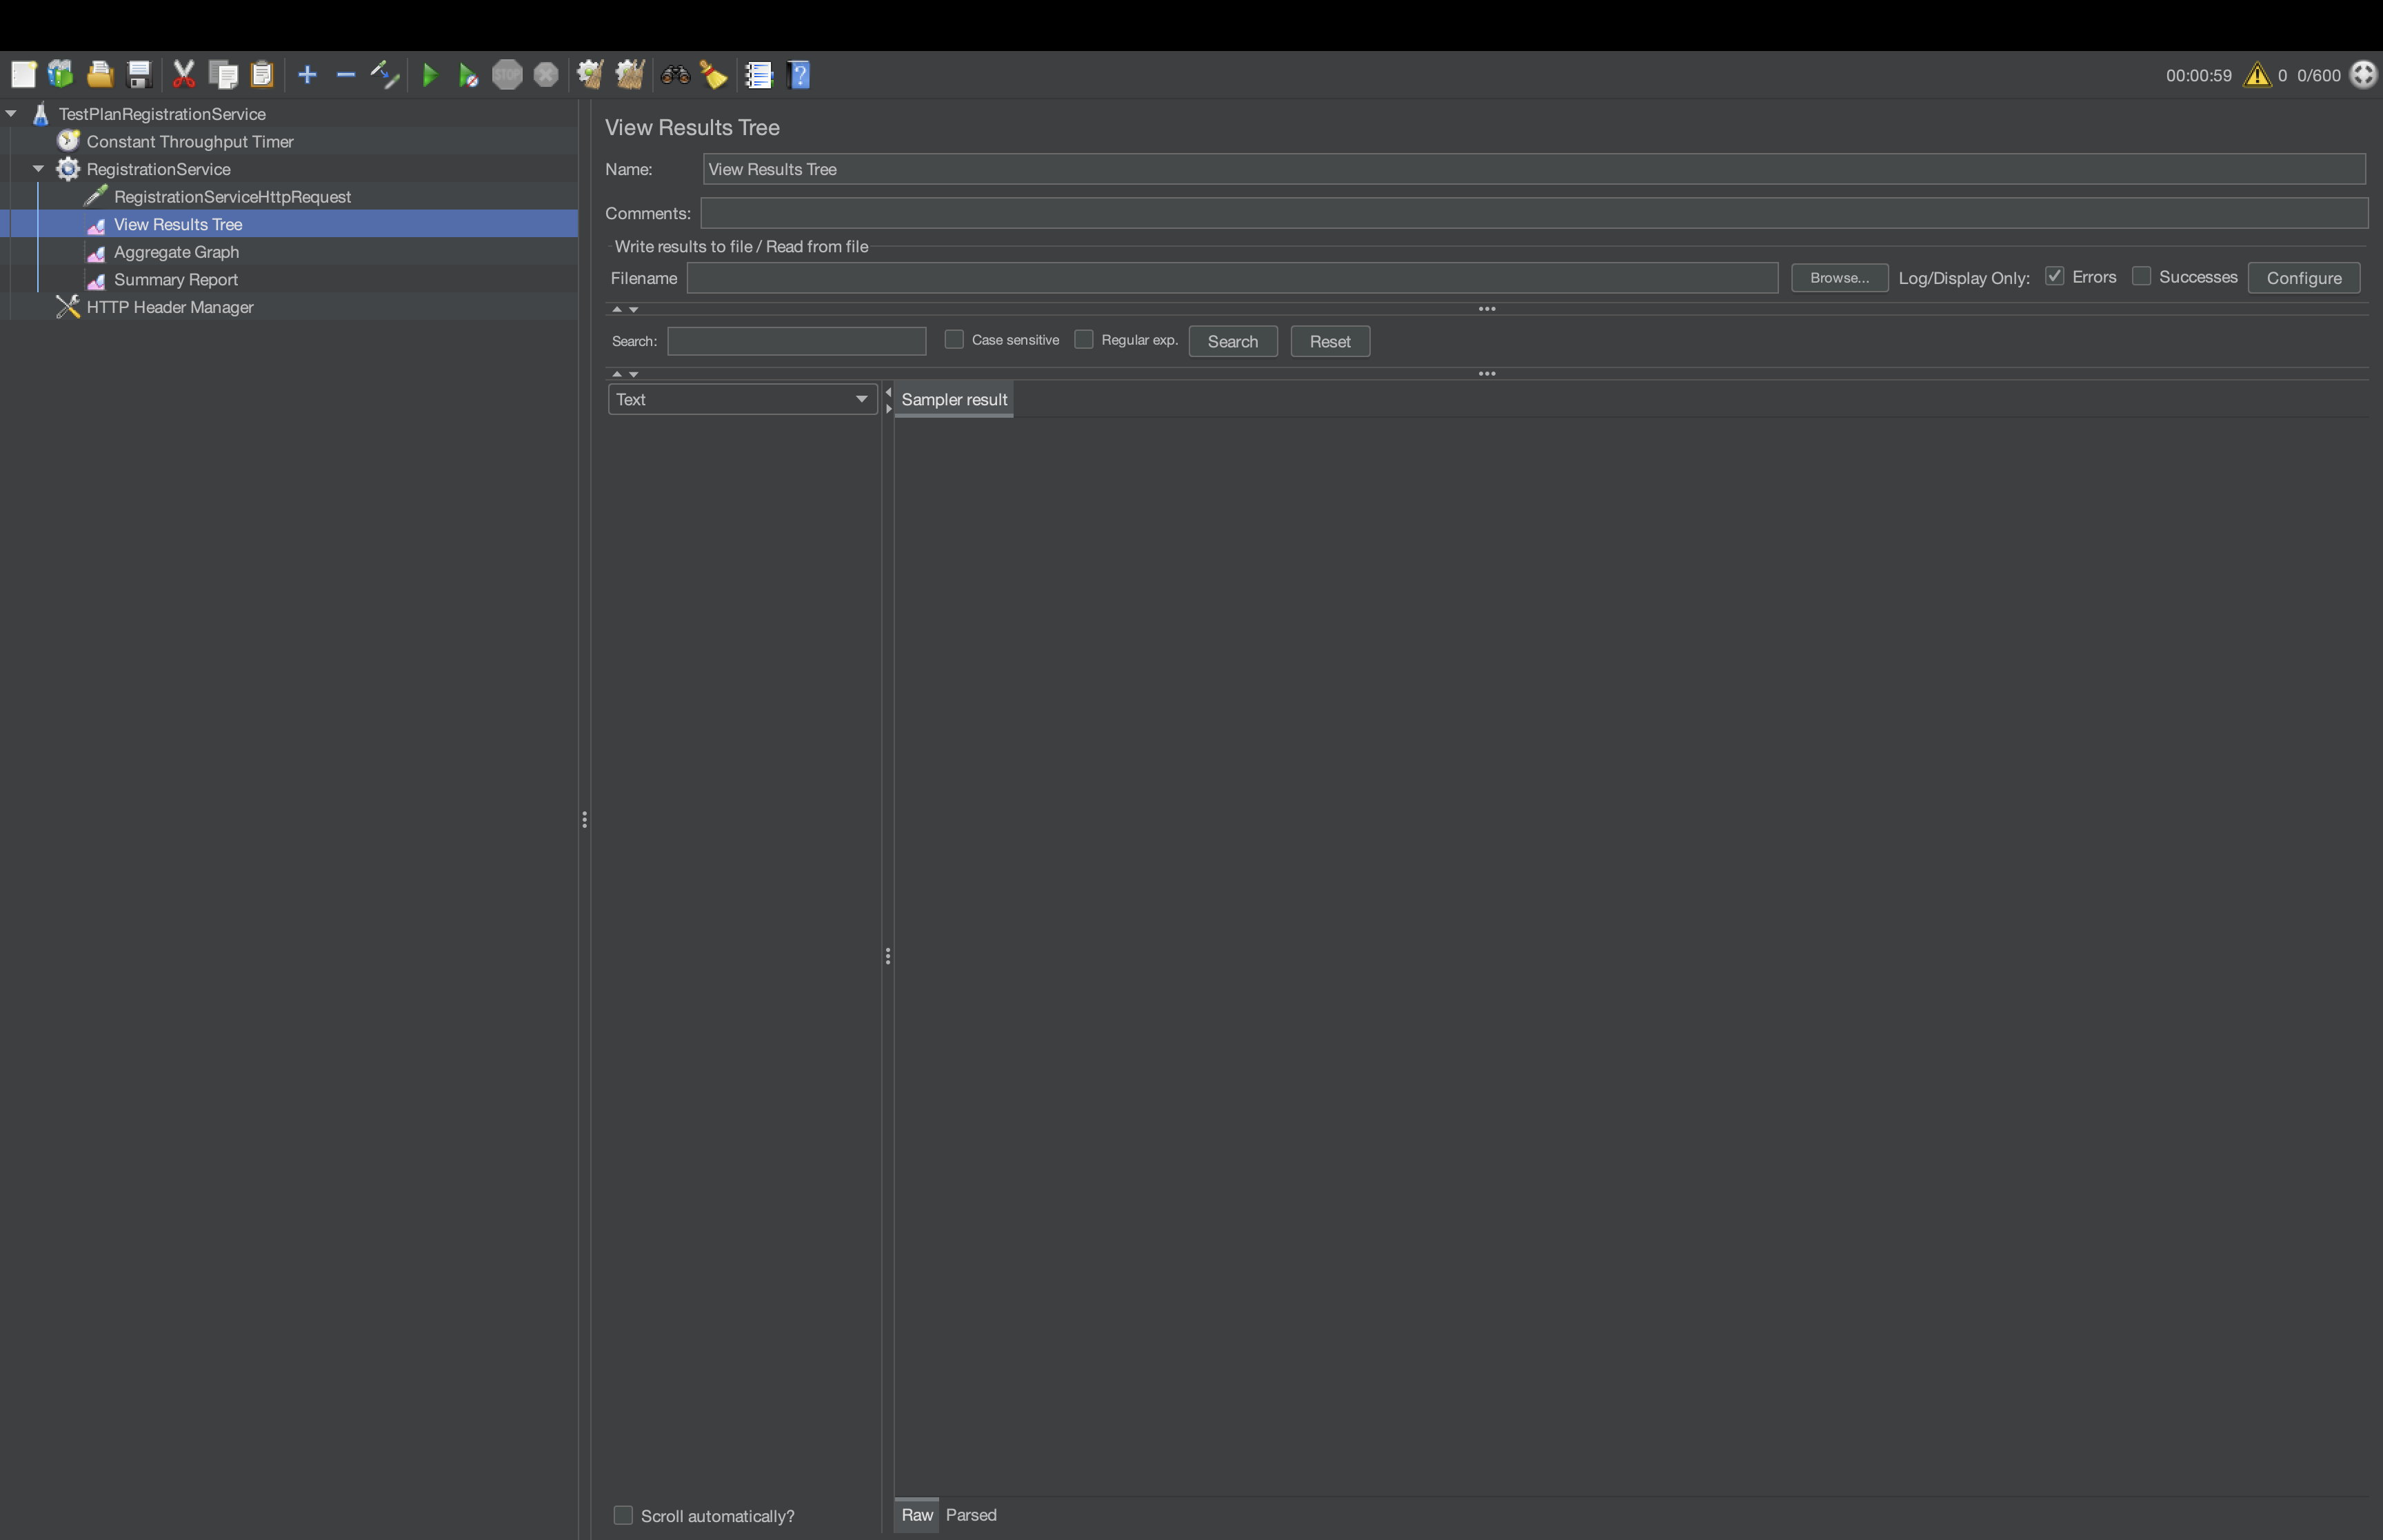 STOP
?
00:00:59
0
0/600
TestPlanRegistrationService
Constant Throughput Timer
RegistrationService
RegistrationServiceHttpRequest
View Results Tree
Aggregate Graph
Summary Report
HTTP Header Manager
View Results Tree
Name: View Results Tree
Comments:
Write results to file / Read from file
Filename Browse... Log/Display Only: Errors Successes Configure
Search: Case sensitive Regular exp. Search Reset
Text
Sampler result
Scroll automatically?
Raw Parsed